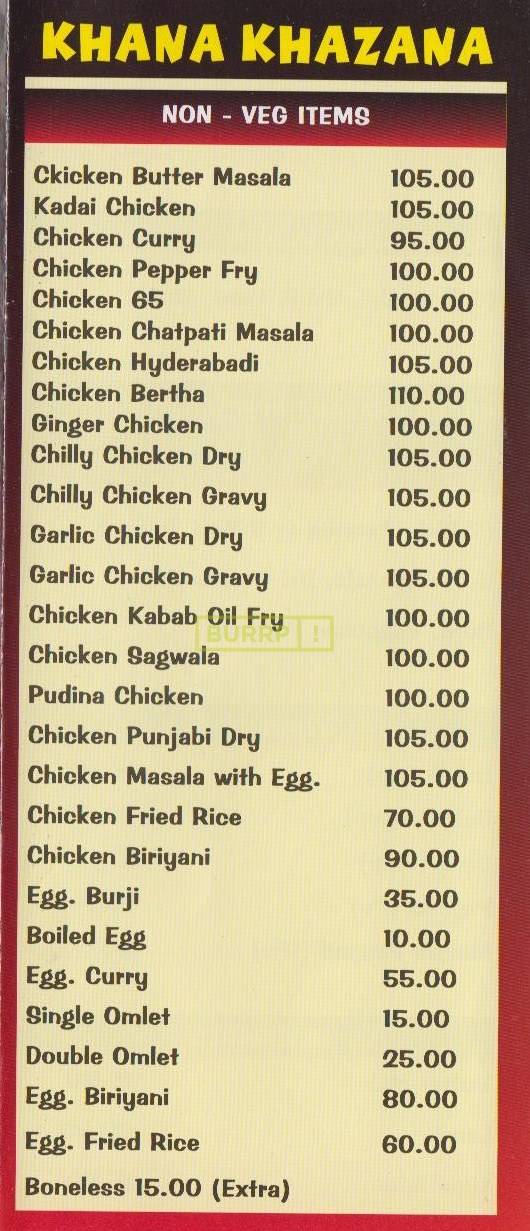 KHANA KHAZANA
NON - VEG ITEMS
Ckicken Butter Masala 105.00
Kadai Chicken 105.00
Chicken Curry 95.00
Chicken Pepper Fry 100.00
Chicken 65 100.00
Chicken Chatpati Masala 100.00
Chicken Hyderabadi 105.00
Chicken Bertha 110.00
Ginger Chicken 100.00
Chilly Chicken Dry 105.00
Chilly Chicken Gravy 105.00
Garlic Chicken Dry 105.00
Garlic Chicken Gravy 105.00
Chicken Kabab Oil Fry 100.00
BURRP!
Chicken Sagwala 100.00
Pudina Chicken 100.00
Chicken Punjabi Dry 105.00
Chicken Masala with Egg. 105.00
Chicken Fried Rice 70.00
Chicken Biriyani 90.00
Egg. Burji 35.00
Boiled Egg 10.00
Egg. Curry 55.00
Single Omlet 15.00
Double Omlet 25.00
Egg. Biriyani 80.00
Egg. Fried Rice 60.00
Boneless 15.00 (Extra)